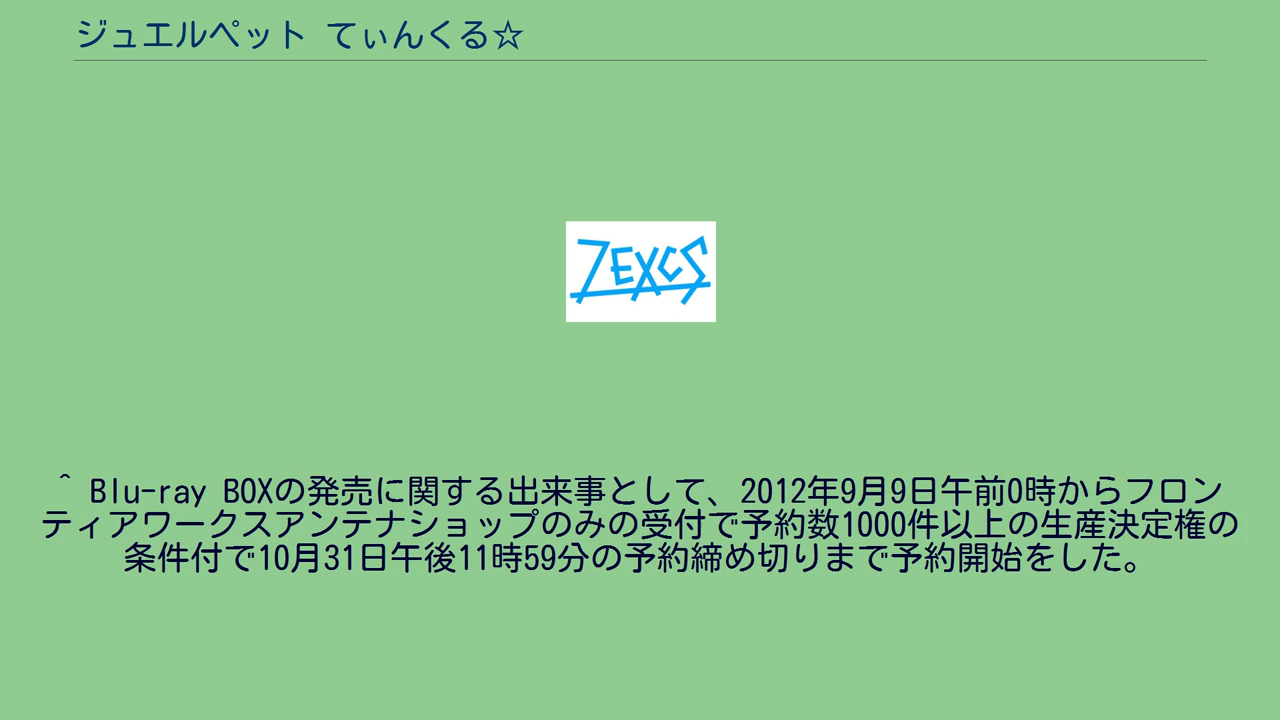 ジュエルペット てぃんくる☆
ZEXCS
^ Blu-ray BOXの発売に関する出来事として、2012年9月9日午前0時からフロン
ティアワークスアンテナショップのみの受付で予約数1000件以上の生産決定権の
条件付で10月31日午後11時59分の予約締め切りまで予約開始をした。